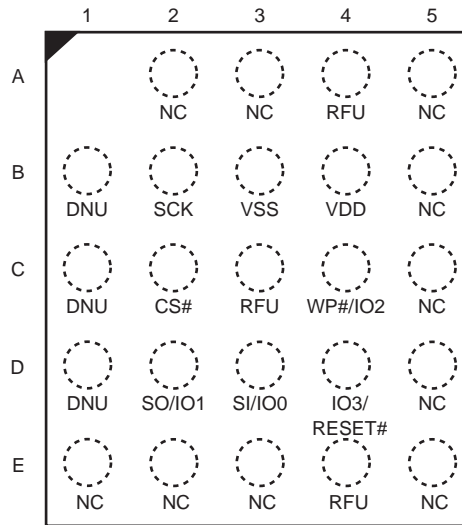 1 2 3 4 5
A
NC NC RFU NC
B
DNU SCK VSS VDD NC
C
DNU CS# RFU WP#/IO2 NC
D
DNU SO/IO1 SI/IO0 IO3/ NC
RESET#
E
NC NC NC RFU NC